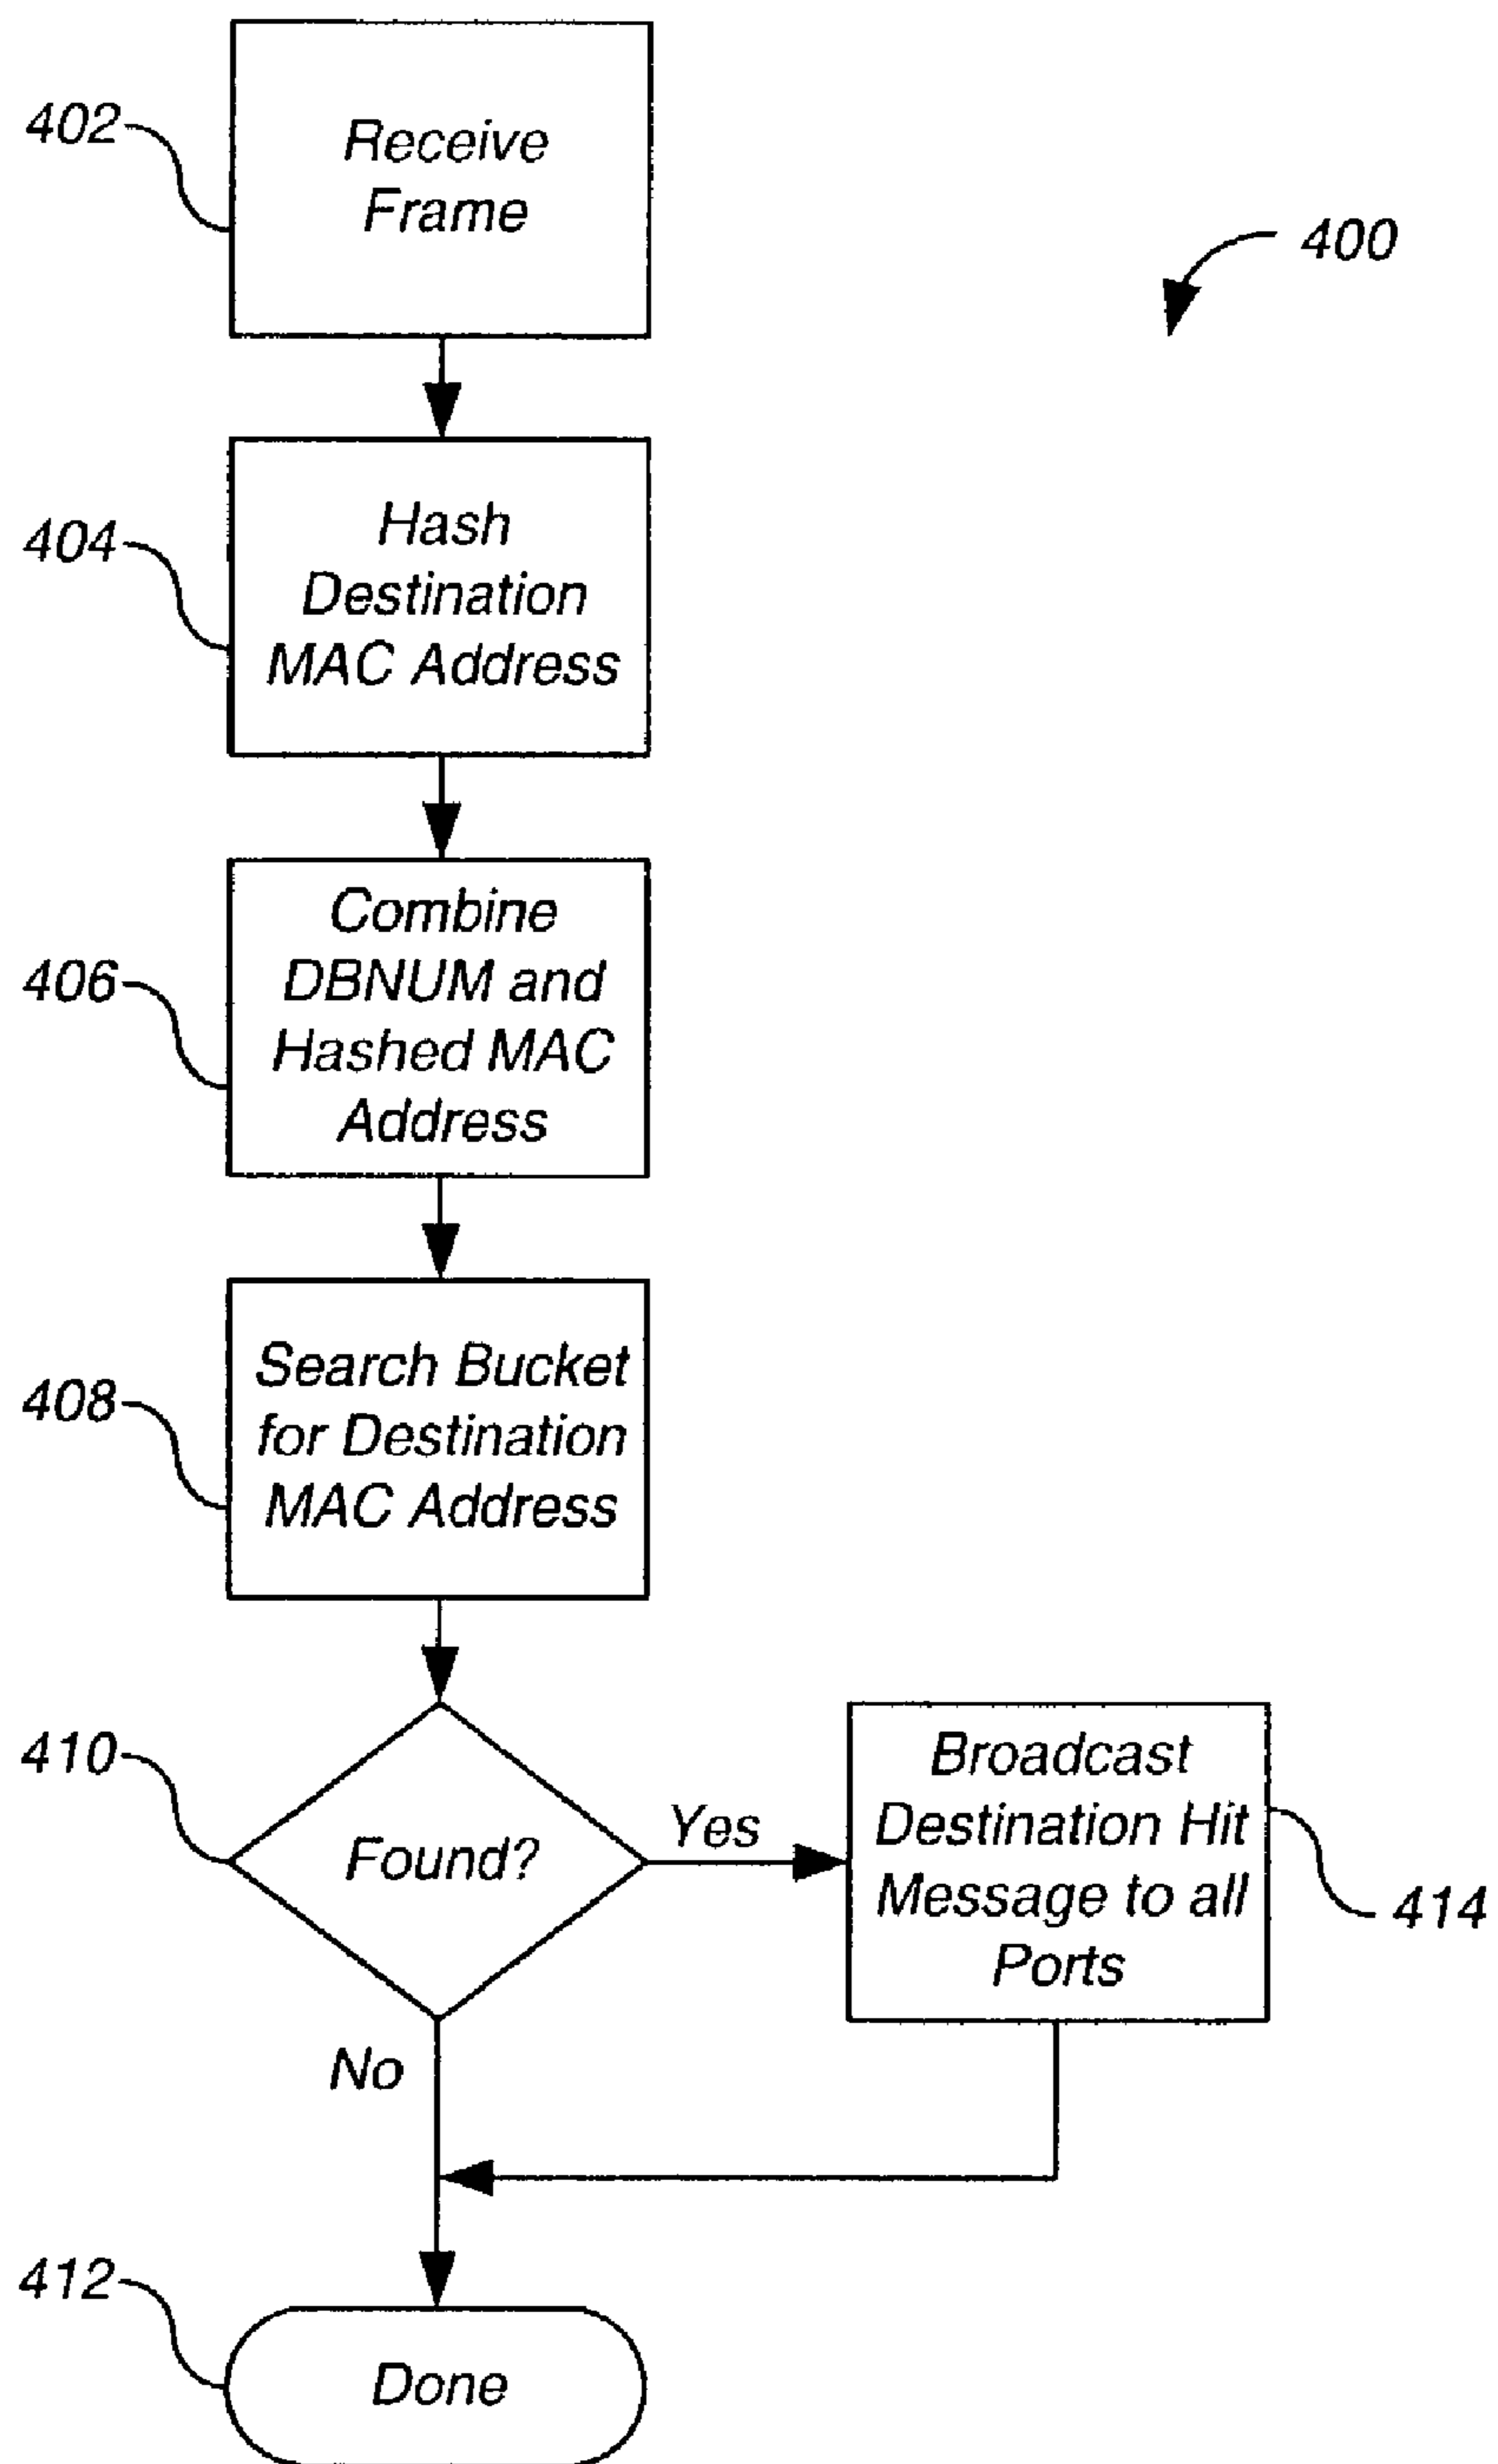 402
Receive
Frame
400
404
Hash
Destination
MAC Address
406
Combine
DBNUM and
Hashed MAC
Address
408
Search Bucket
for Destination
MAC Address
410
Found?
Yes
Broadcast
Destination Hit
Message to all
Ports
414
No
412
Done